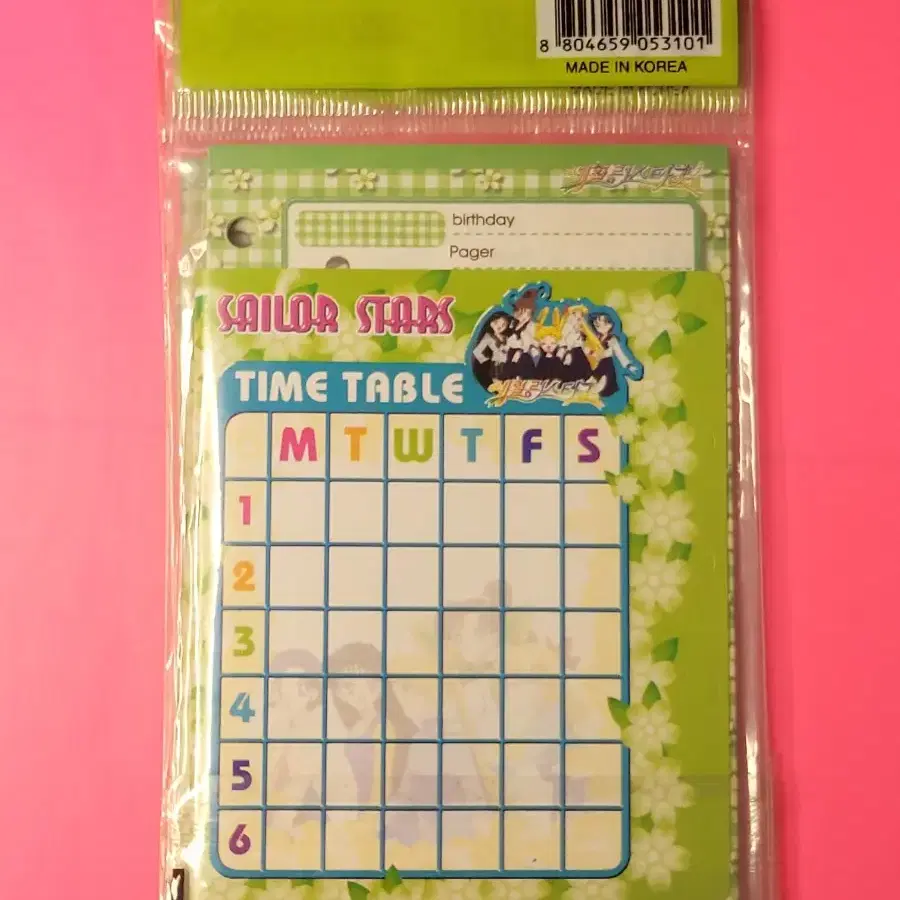 8 804659 053101
MADE IN KOREA
birthday
Pager
SAILOR STARS
TIME TABLE
M T W T F S
1
2
3
4
5
6